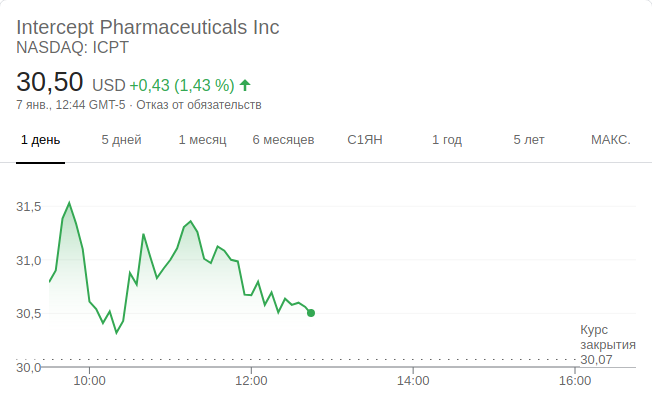 Intercept Pharmaceuticals Inc
NASDAQ: ICPT
30,50 USD +0,43 (1,43 %)
7 янв., 12:44 GMT-5 · Отказ от обязательств
1 день 5 дней 1 месяц 6 месяцев С1ЯН 1 год 5 лет МАКС.
31,5
31,0
30,5
Курс
закрытия
30,07
30,0
10:00 12:00 14:00 16:00